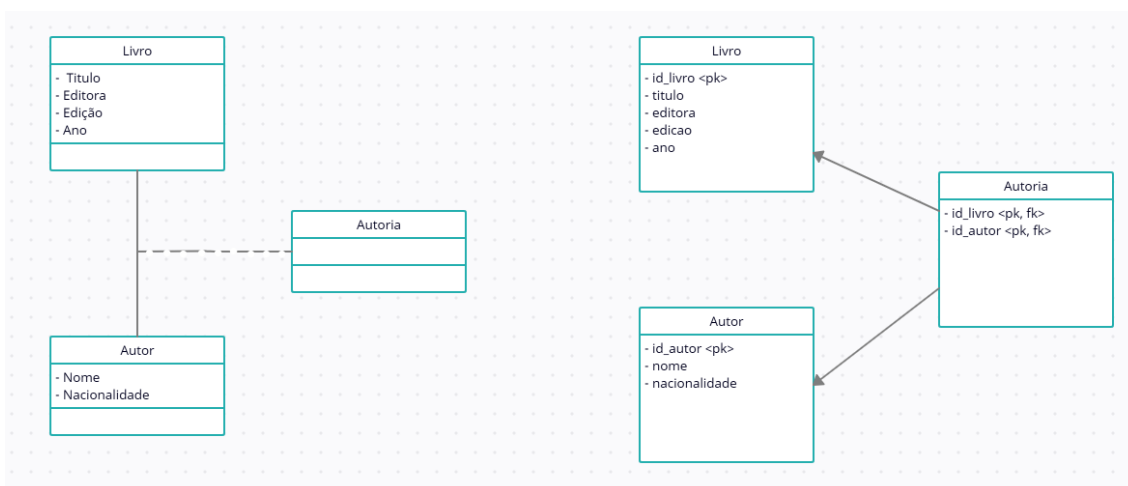 Livro
- Titulo
- Editora
- Edição
- Ano
Autoria
Autor
- Nome
- Nacionalidade
Livro
- id_livro <pk>
- titulo
- editora
- edicao
- ano
Autoria
- id_livro <pk, fk>
- id_autor <pk, fk>
Autor
- id_autor <pk>
- nome
- nacionalidade